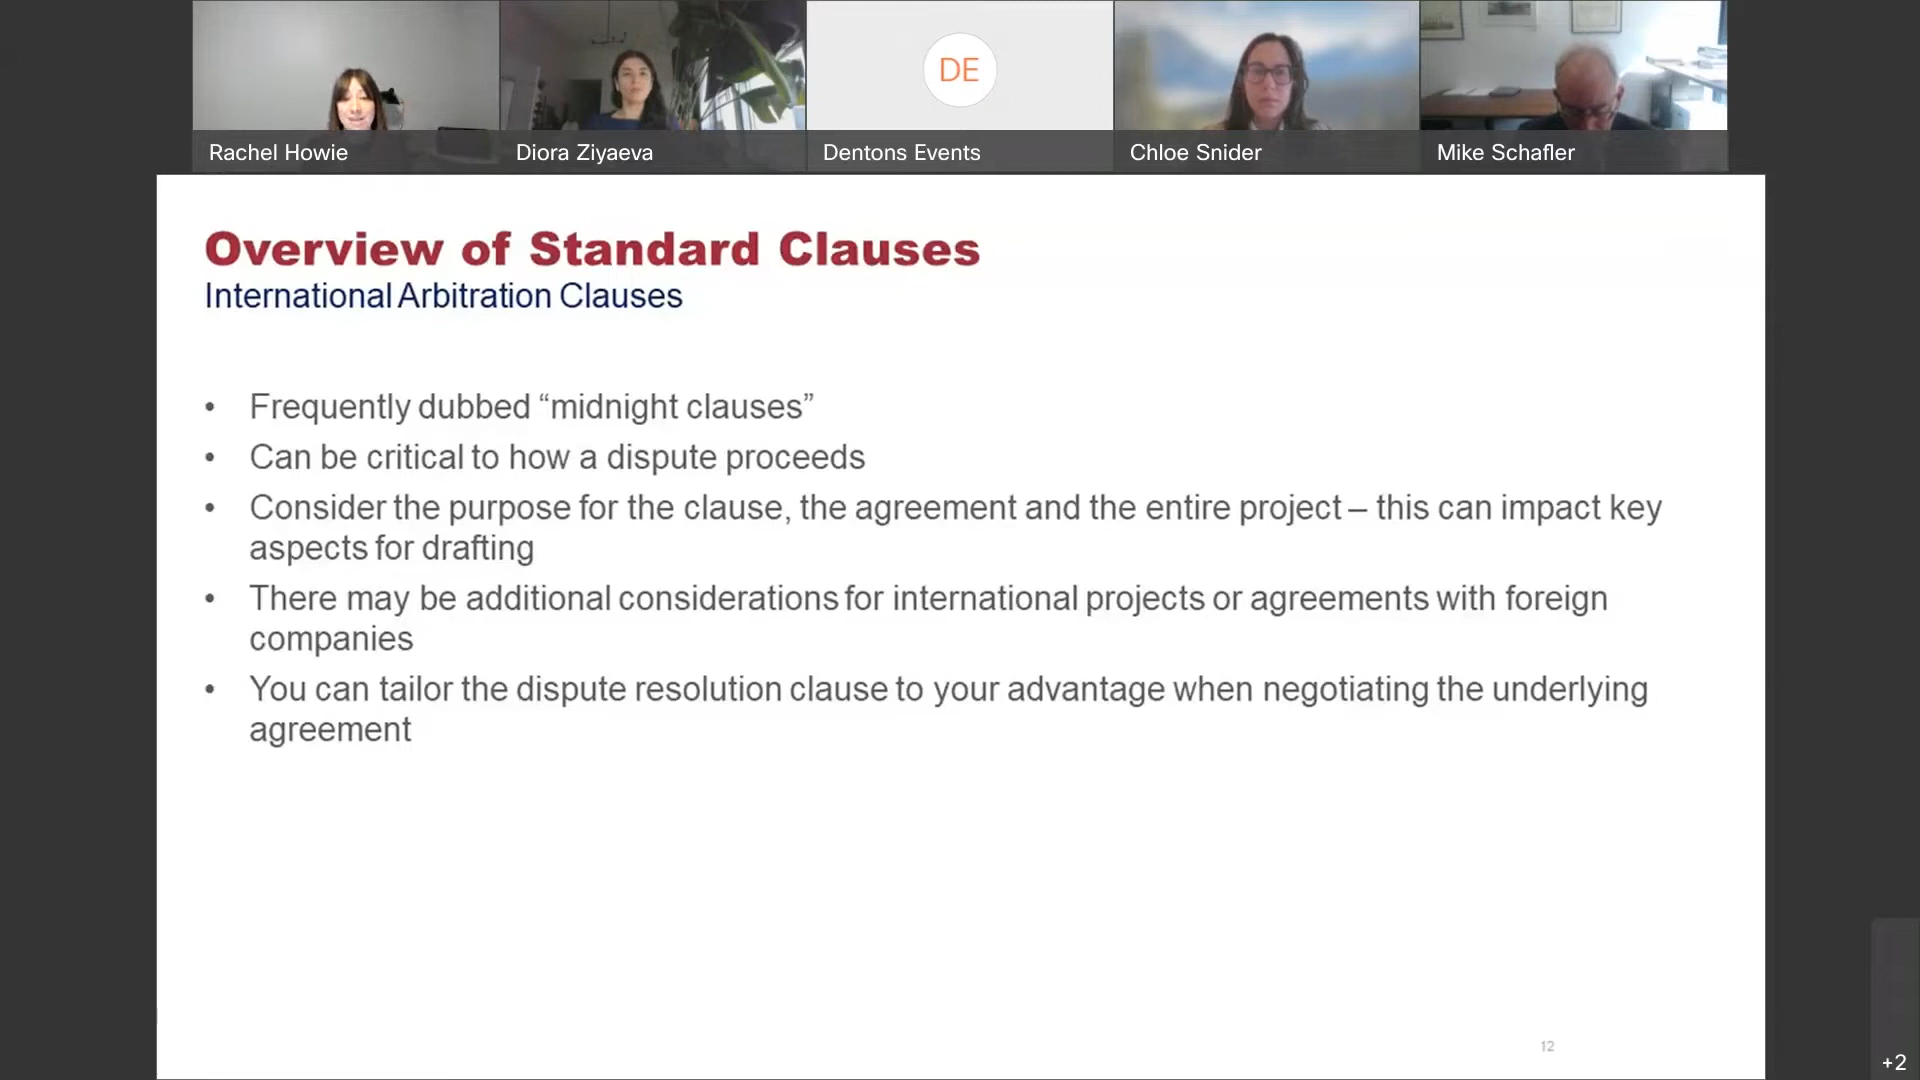 DE
Rachel Howie
Diora Ziyaeva
Dentons Events
Chloe Snider
Mike Schafler
Overview of Standard Clauses
International Arbitration Clauses
• Frequently dubbed “midnight clauses”
• Can be critical to how a dispute proceeds
• Consider the purpose for the clause, the agreement and the entire project – this can impact key
aspects for drafting
• There may be additional considerations for international projects or agreements with foreign
companies
• You can tailor the dispute resolution clause to your advantage when negotiating the underlying
agreement
12
+2